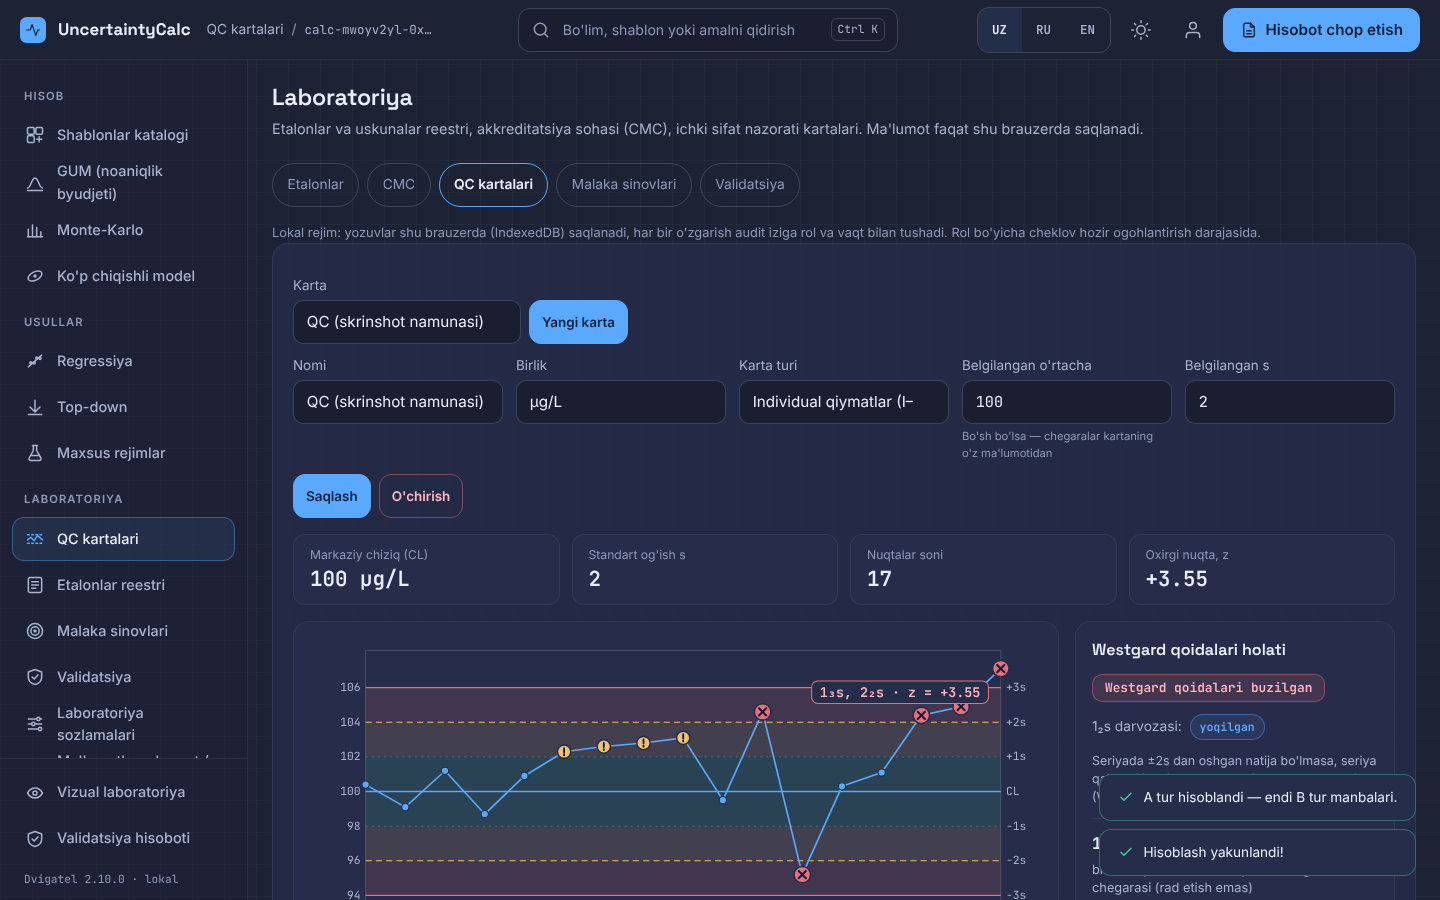 UncertaintyCalc
QC kartalari / calc-mwoyv2yl-0x…
Bo'lim, shablon yoki amalni qidirish
Ctrl K
UZ
RU
EN
Hisobot chop etish
HISOB
Shablonlar katalogi
GUM (noaniqlik
byudjeti)
Monte-Karlo
Ko'p chiqishli model
USULLAR
Regressiya
Top-down
Maxsus rejimlar
LABORATORIYA
QC kartalari
Etalonlar reestri
Malaka sinovlari
Validatsiya
Laboratoriya
sozlamalari
Vizual laboratoriya
Validatsiya hisoboti
Dvigatel 2.10.0 · lokal
Laboratoriya
Etalonlar va uskunalar reestri, akkreditatsiya sohasi (CMC), ichki sifat nazorati kartalari. Ma'lumot faqat shu brauzerda saqlanadi.
Etalonlar
CMC
QC kartalari
Malaka sinovlari
Validatsiya
Lokal rejim: yozuvlar shu brauzerda (IndexedDB) saqlanadi, har bir o'zgarish audit iziga rol va vaqt bilan tushadi. Rol bo'yicha cheklov hozir ogohlantirish darajasida.
Karta
QC (skrinshot namunasi)
Yangi karta
Nomi
Birlik
Karta turi
Belgilangan o'rtacha
Belgilangan s
QC (skrinshot namunasi)
µg/L
Individual qiymatlar (I–
100
2
Bo'sh bo'lsa — chegaralar kartaning
o'z ma'lumotidan
Saqlash
O'chirish
Markaziy chiziq (CL)
100 µg/L
Standart og'ish s
2
Nuqtalar soni
17
Oxirgi nuqta, z
+3.55
106
104
102
100
98
96
94
1₃s, 2₂s · z = +3.55
+3s
+2s
+1s
CL
-1s
-2s
-3s
Westgard qoidalari holati
Westgard qoidalari buzilgan
1₂s darvozasi: yoqilgan
Seriyada ±2s dan oshgan natija bo'lmasa, seriya
A tur hisoblandi — endi B tur manbalari.
Hisoblash yakunlandi!
chegarasi (rad etish emas)